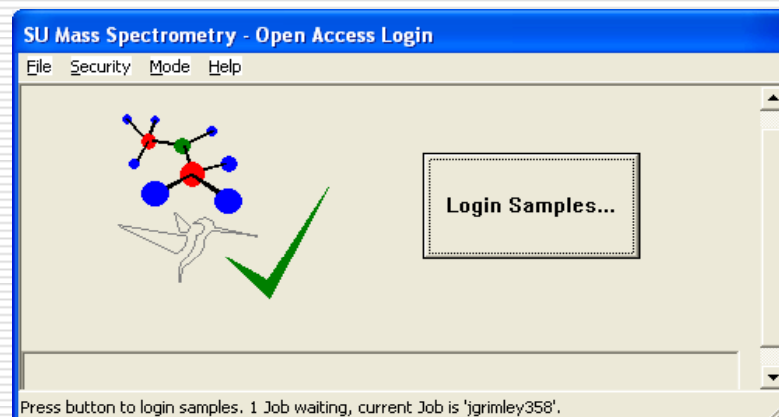 SU Mass Spectrometry - Open Access Login
File Security Mode Help
Login Samples...
Press button to login samples. 1 Job waiting, current Job is 'jgrimley358'.